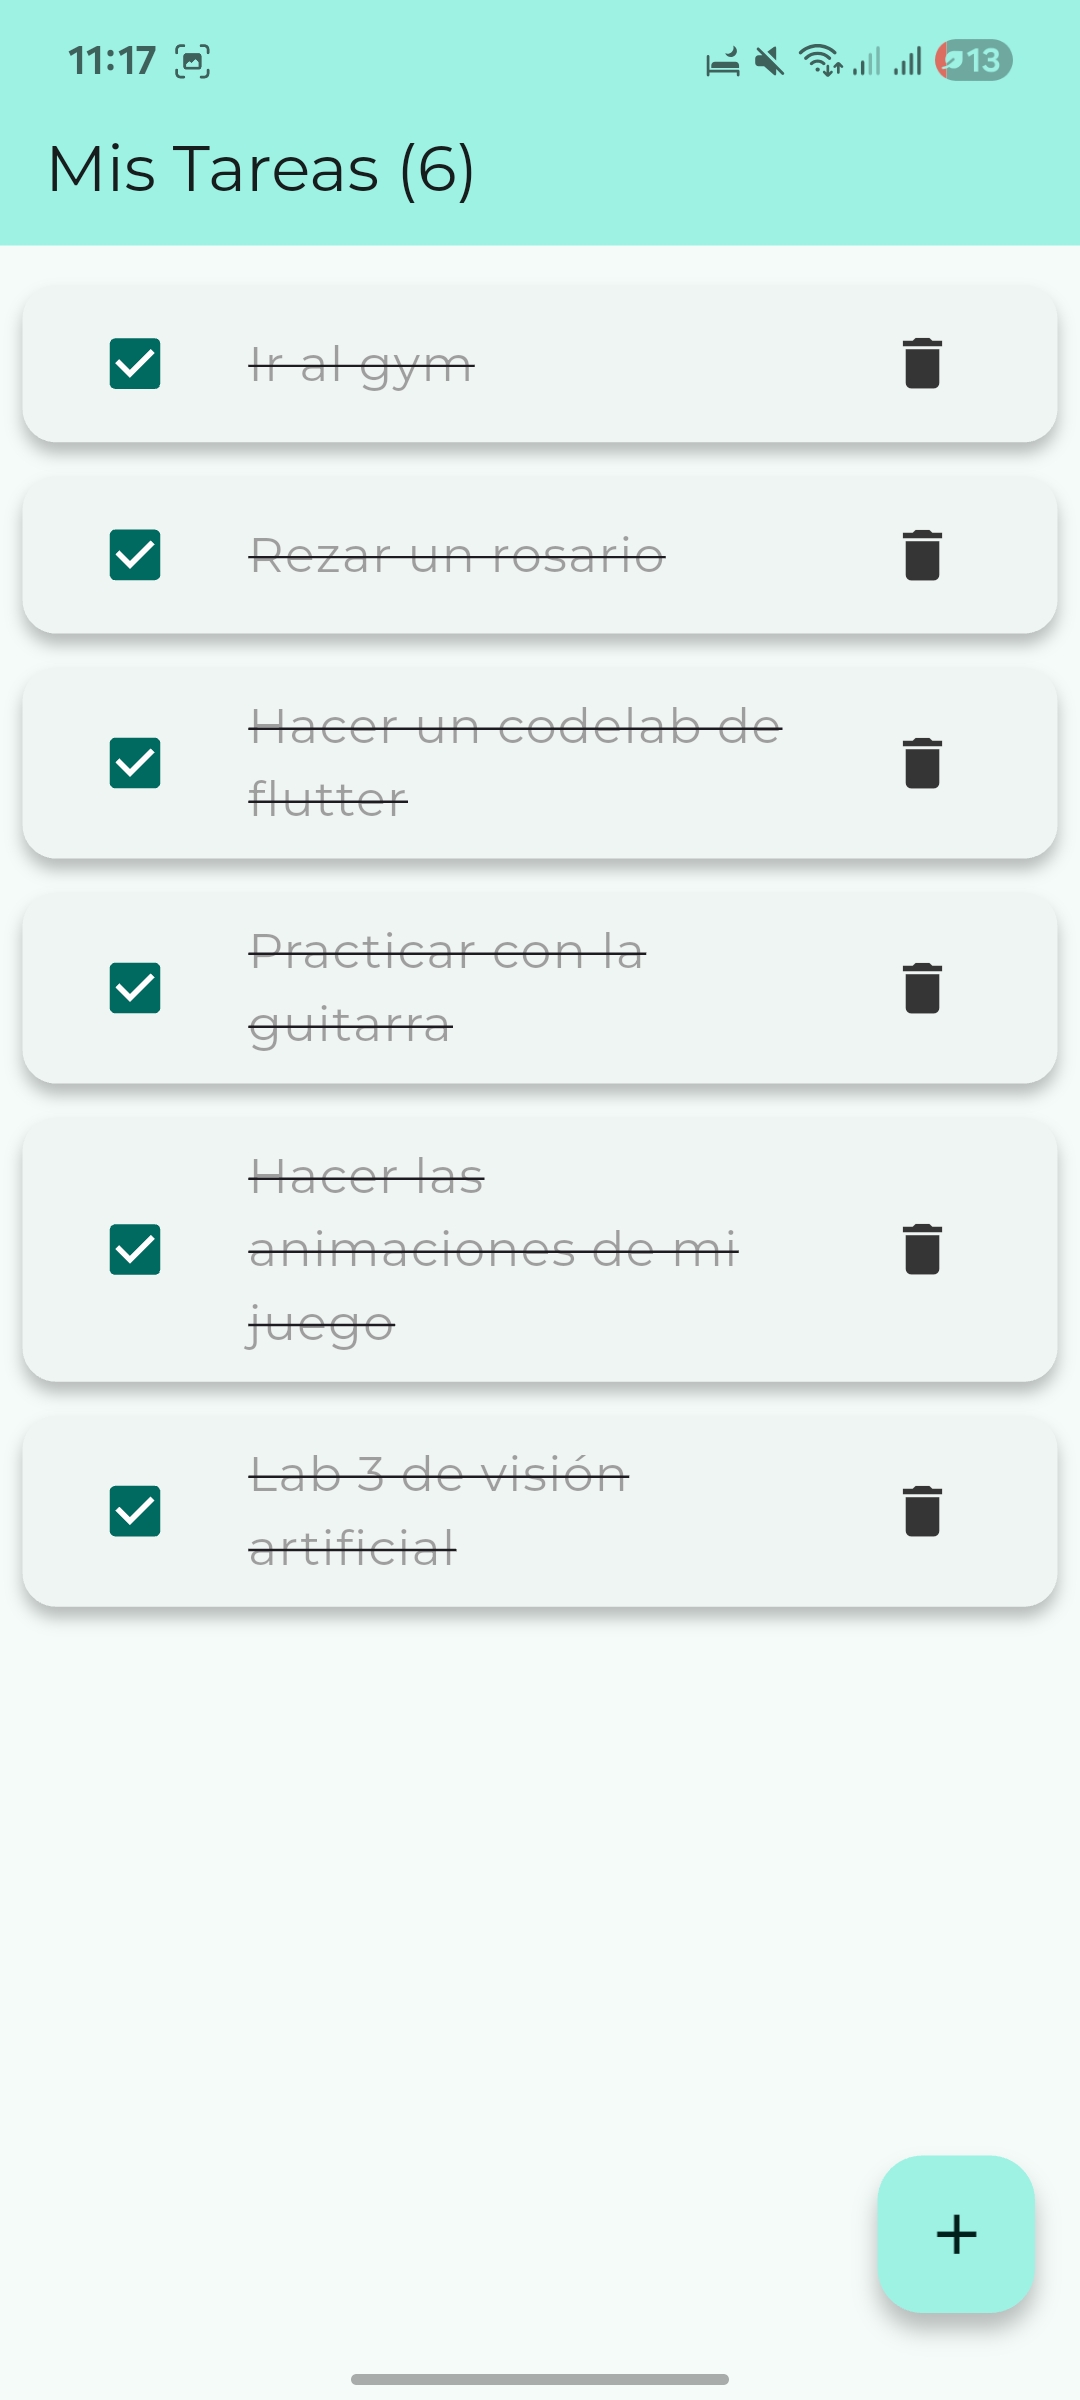 11:17
13
Mis Tareas (6)
Ir al gym
Rezar un rosario
Hacer un codelab de
flutter
Practicar con la
guitarra
Hacer las
animaciones de mi
juego
Lab 3 de visión
artificial